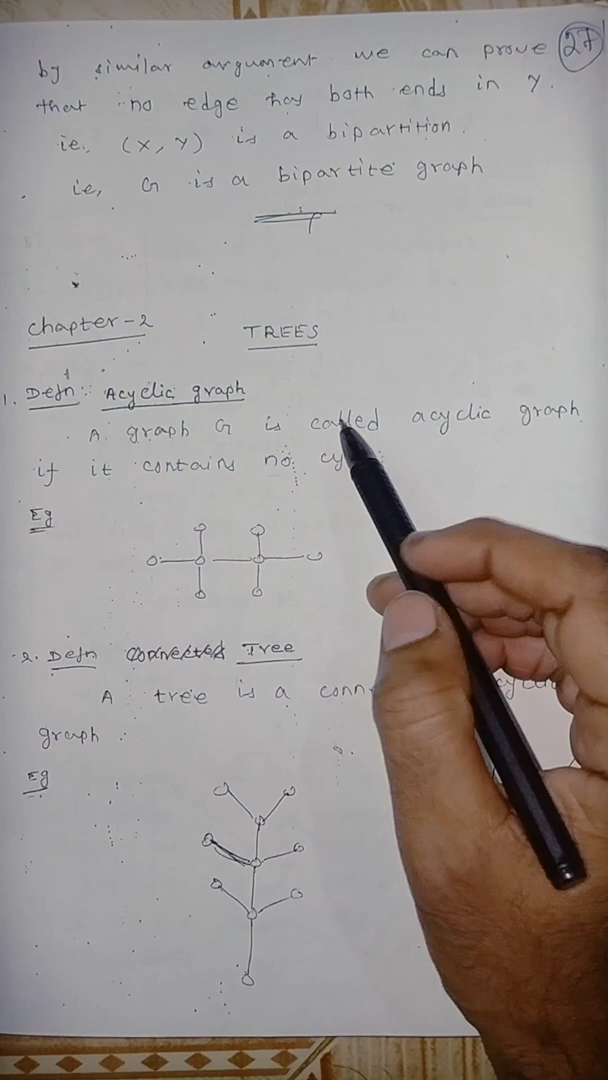 27
by similar argument we can prove
that no edge has both ends in Y.
ie., (X, Y) is a bipartition.
ie, G is a bipartite graph
Chapter-2 TREES
1. Defn: Acyclic graph
A graph G is called acyclic graph
if it contains no
Eg
2. Defn Tree
A tree is a
graph.
Eg